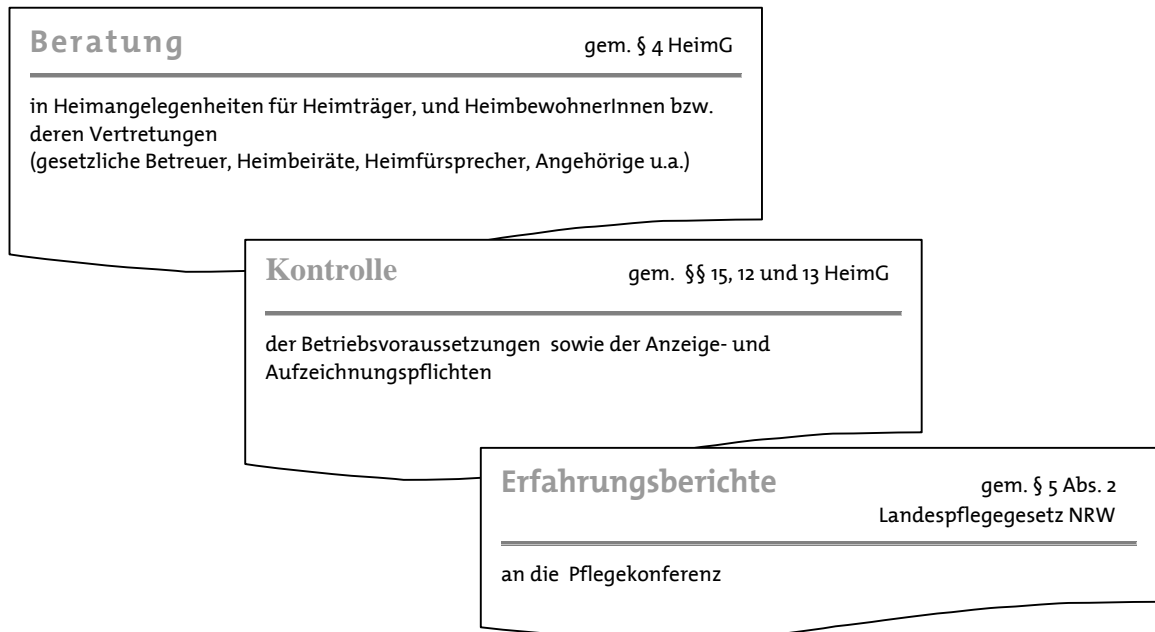 Beratung gem. § 4 HeimG
in Heimangelegenheiten für Heimträger, und HeimbewohnerInnen bzw.
deren Vertretungen
(gesetzliche Betreuer, Heimbeiräte, Heimfürsprecher, Angehörige u.a.)
Kontrolle gem. §§ 15, 12 und 13 HeimG
der Betriebsvoraussetzungen sowie der Anzeige- und
Aufzeichnungspflichten
Erfahrungsberichte gem. § 5 Abs. 2
Landespflegegesetz NRW
an die Pflegekonferenz